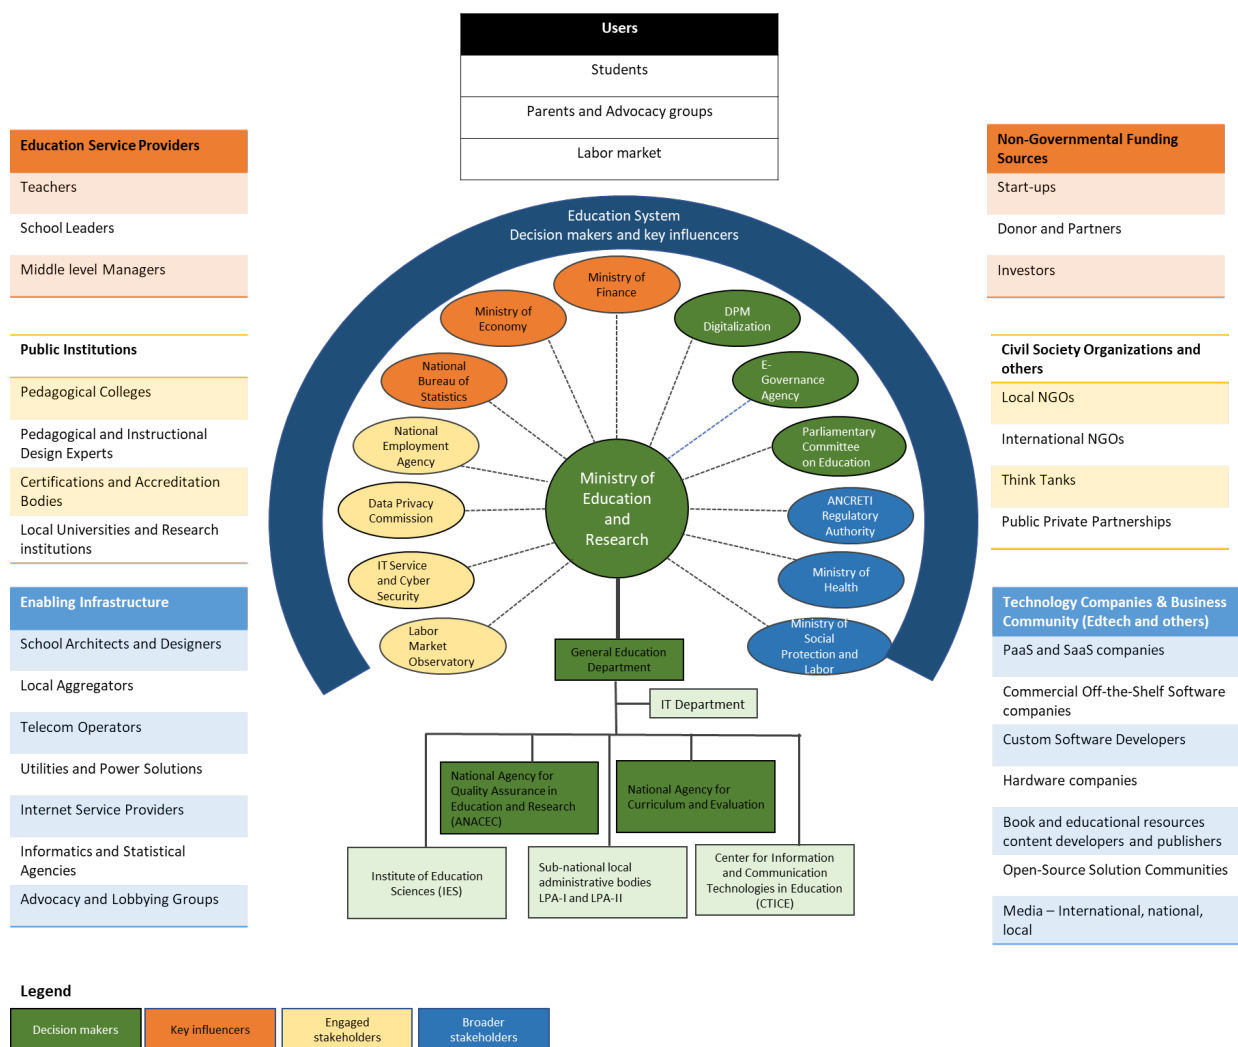 Users
Students
Parents and Advocacy groups
Labor market
Education Service Providers
Teachers
School Leaders
Middle level Managers
Public Institutions
Pedagogical Colleges
Pedagogical and Instructional
Design Experts
Certifications and Accreditation
Bodies
Local Universities and Research
institutions
Enabling Infrastructure
School Architects and Designers
Local Aggregators
Telecom Operators
Utilities and Power Solutions
Internet Service Providers
Informatics and Statistical
Agencies
Advocacy and Lobbying Groups
Education System
Decision makers and key influencers
Ministry of
Finance
Ministry of
Economy
DPM
Digitalization
National
Bureau of
Statistics
E-
Governance
Agency
National
Employment
Agency
Parliamentary
Committee
on Education
Data Privacy
Commission
Ministry of
Education
and
Research
ANCRETI
Regulatory
Authority
IT Service
and Cyber
Security
Ministry of
Health
Labor
Market
Observatory
Ministry of
Social
Protection and
Labor
General Education
Department
IT Department
National Agency for
Quality Assurance in
Education and Research
(ANACEC)
National Agency for
Curriculum and Evaluation
Institute of Education
Sciences (IES)
Sub-national local
administrative bodies
LPA-I and LPA-II
Center for Information
and Communication
Technologies in Education
(CTICE)
Non-Governmental Funding
Sources
Start-ups
Donor and Partners
Investors
Civil Society Organizations and
others
Local NGOs
International NGOs
Think Tanks
Public Private Partnerships
Technology Companies & Business
Community (Edtech and others)
PaaS and SaaS companies
Commercial Off-the-Shelf Software
companies
Custom Software Developers
Hardware companies
Book and educational resources
content developers and publishers
Open-Source Solution Communities
Media – International, national,
local
Legend
Decision makers
Key influencers
Engaged
stakeholders
Broader
stakeholders